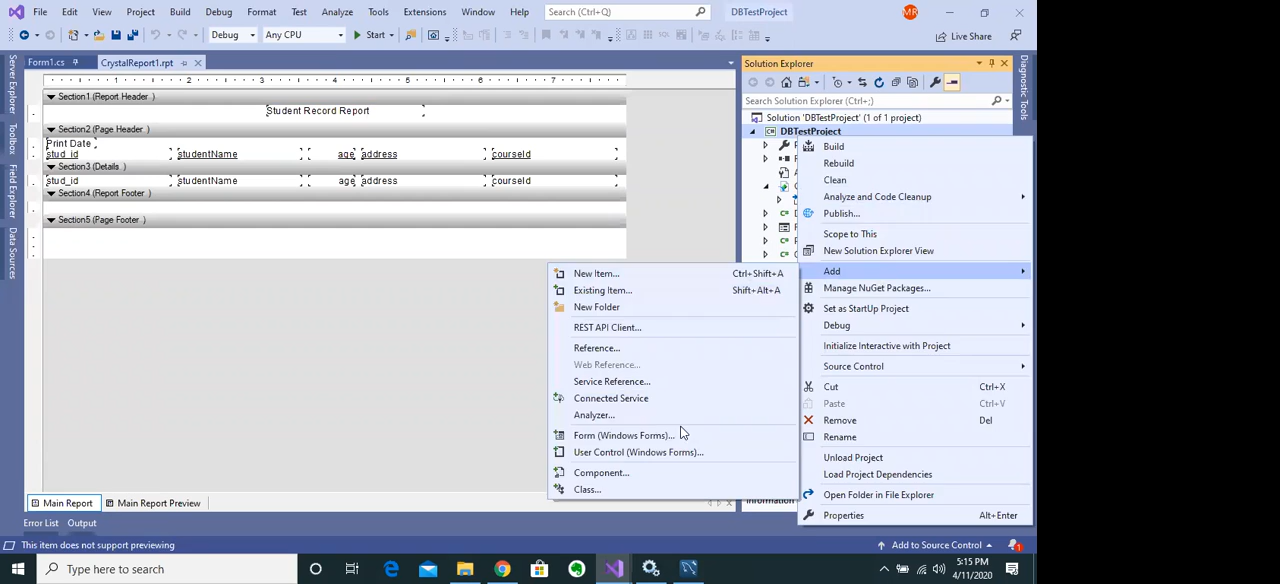 File Edit View Project Build Debug Format Test Analyze Tools Extensions Window Help Search (Ctrl+Q) DBTestProject MR
Debug Any CPU Start Live Share
Form1.cs CrystalReport1.rpt
Server Explorer
Toolbox
Field Explorer
Data Sources
1 2 3 4 5 6 7
Section1 (Report Header )
Student Record Report
Section2 (Page Header )
Print Date
stud_id studentName age address courseId
Section3 (Details )
stud_id studentName age address courseId
Section4 (Report Footer )
Section5 (Page Footer )
Solution Explorer
Diagnostic Tools
Search Solution Explorer (Ctrl+;)
Solution 'DBTestProject' (1 of 1 project)
DBTestProject
Build
Rebuild
Clean
Analyze and Code Cleanup
Publish...
Scope to This
New Solution Explorer View
Add
Manage NuGet Packages...
Set as StartUp Project
Debug
Initialize Interactive with Project
Source Control
Cut Ctrl+X
Paste Ctrl+V
Remove Del
Rename
Unload Project
Load Project Dependencies
Open Folder in File Explorer
Properties Alt+Enter
New Item... Ctrl+Shift+A
Existing Item... Shift+Alt+A
New Folder
REST API Client...
Reference...
Web Reference...
Service Reference...
Connected Service
Analyzer...
Form (Windows Forms)...
User Control (Windows Forms)...
Component...
Class...
Main Report Main Report Preview
Error List Output
This item does not support previewing Add to Source Control 1
Type here to search 5:15 PM
4/11/2020